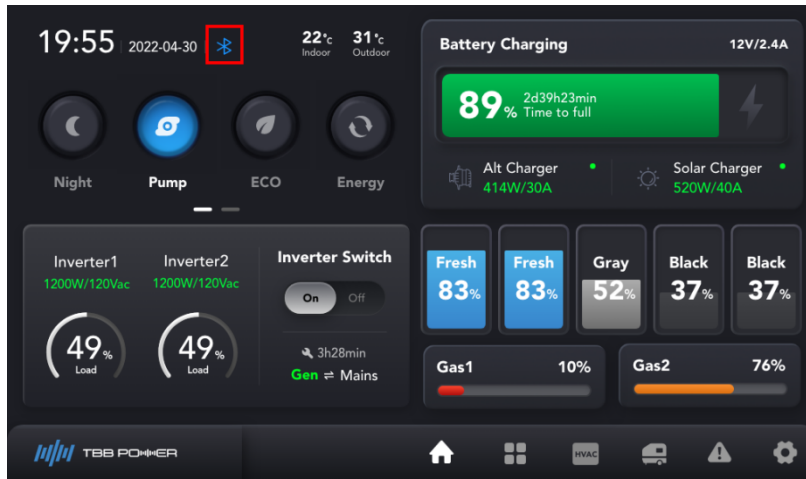 19:55 2022-04-30 22°c 31°c
Indoor Outdoor
Battery Charging 12V/2.4A
89% 2d39h23min
Time to full
Night Pump ECO Energy
Alt Charger Solar Charger
414W/30A 520W/40A
Inverter1 Inverter2 Inverter Switch
1200W/120Vac 1200W/120Vac
On Off
49% 49%
Load Load
3h28min
Gen ⇌ Mains
Fresh Fresh Gray Black Black
83% 83% 52% 37% 37%
Gas1 10% Gas2 76%
TBB POWER
HVAC